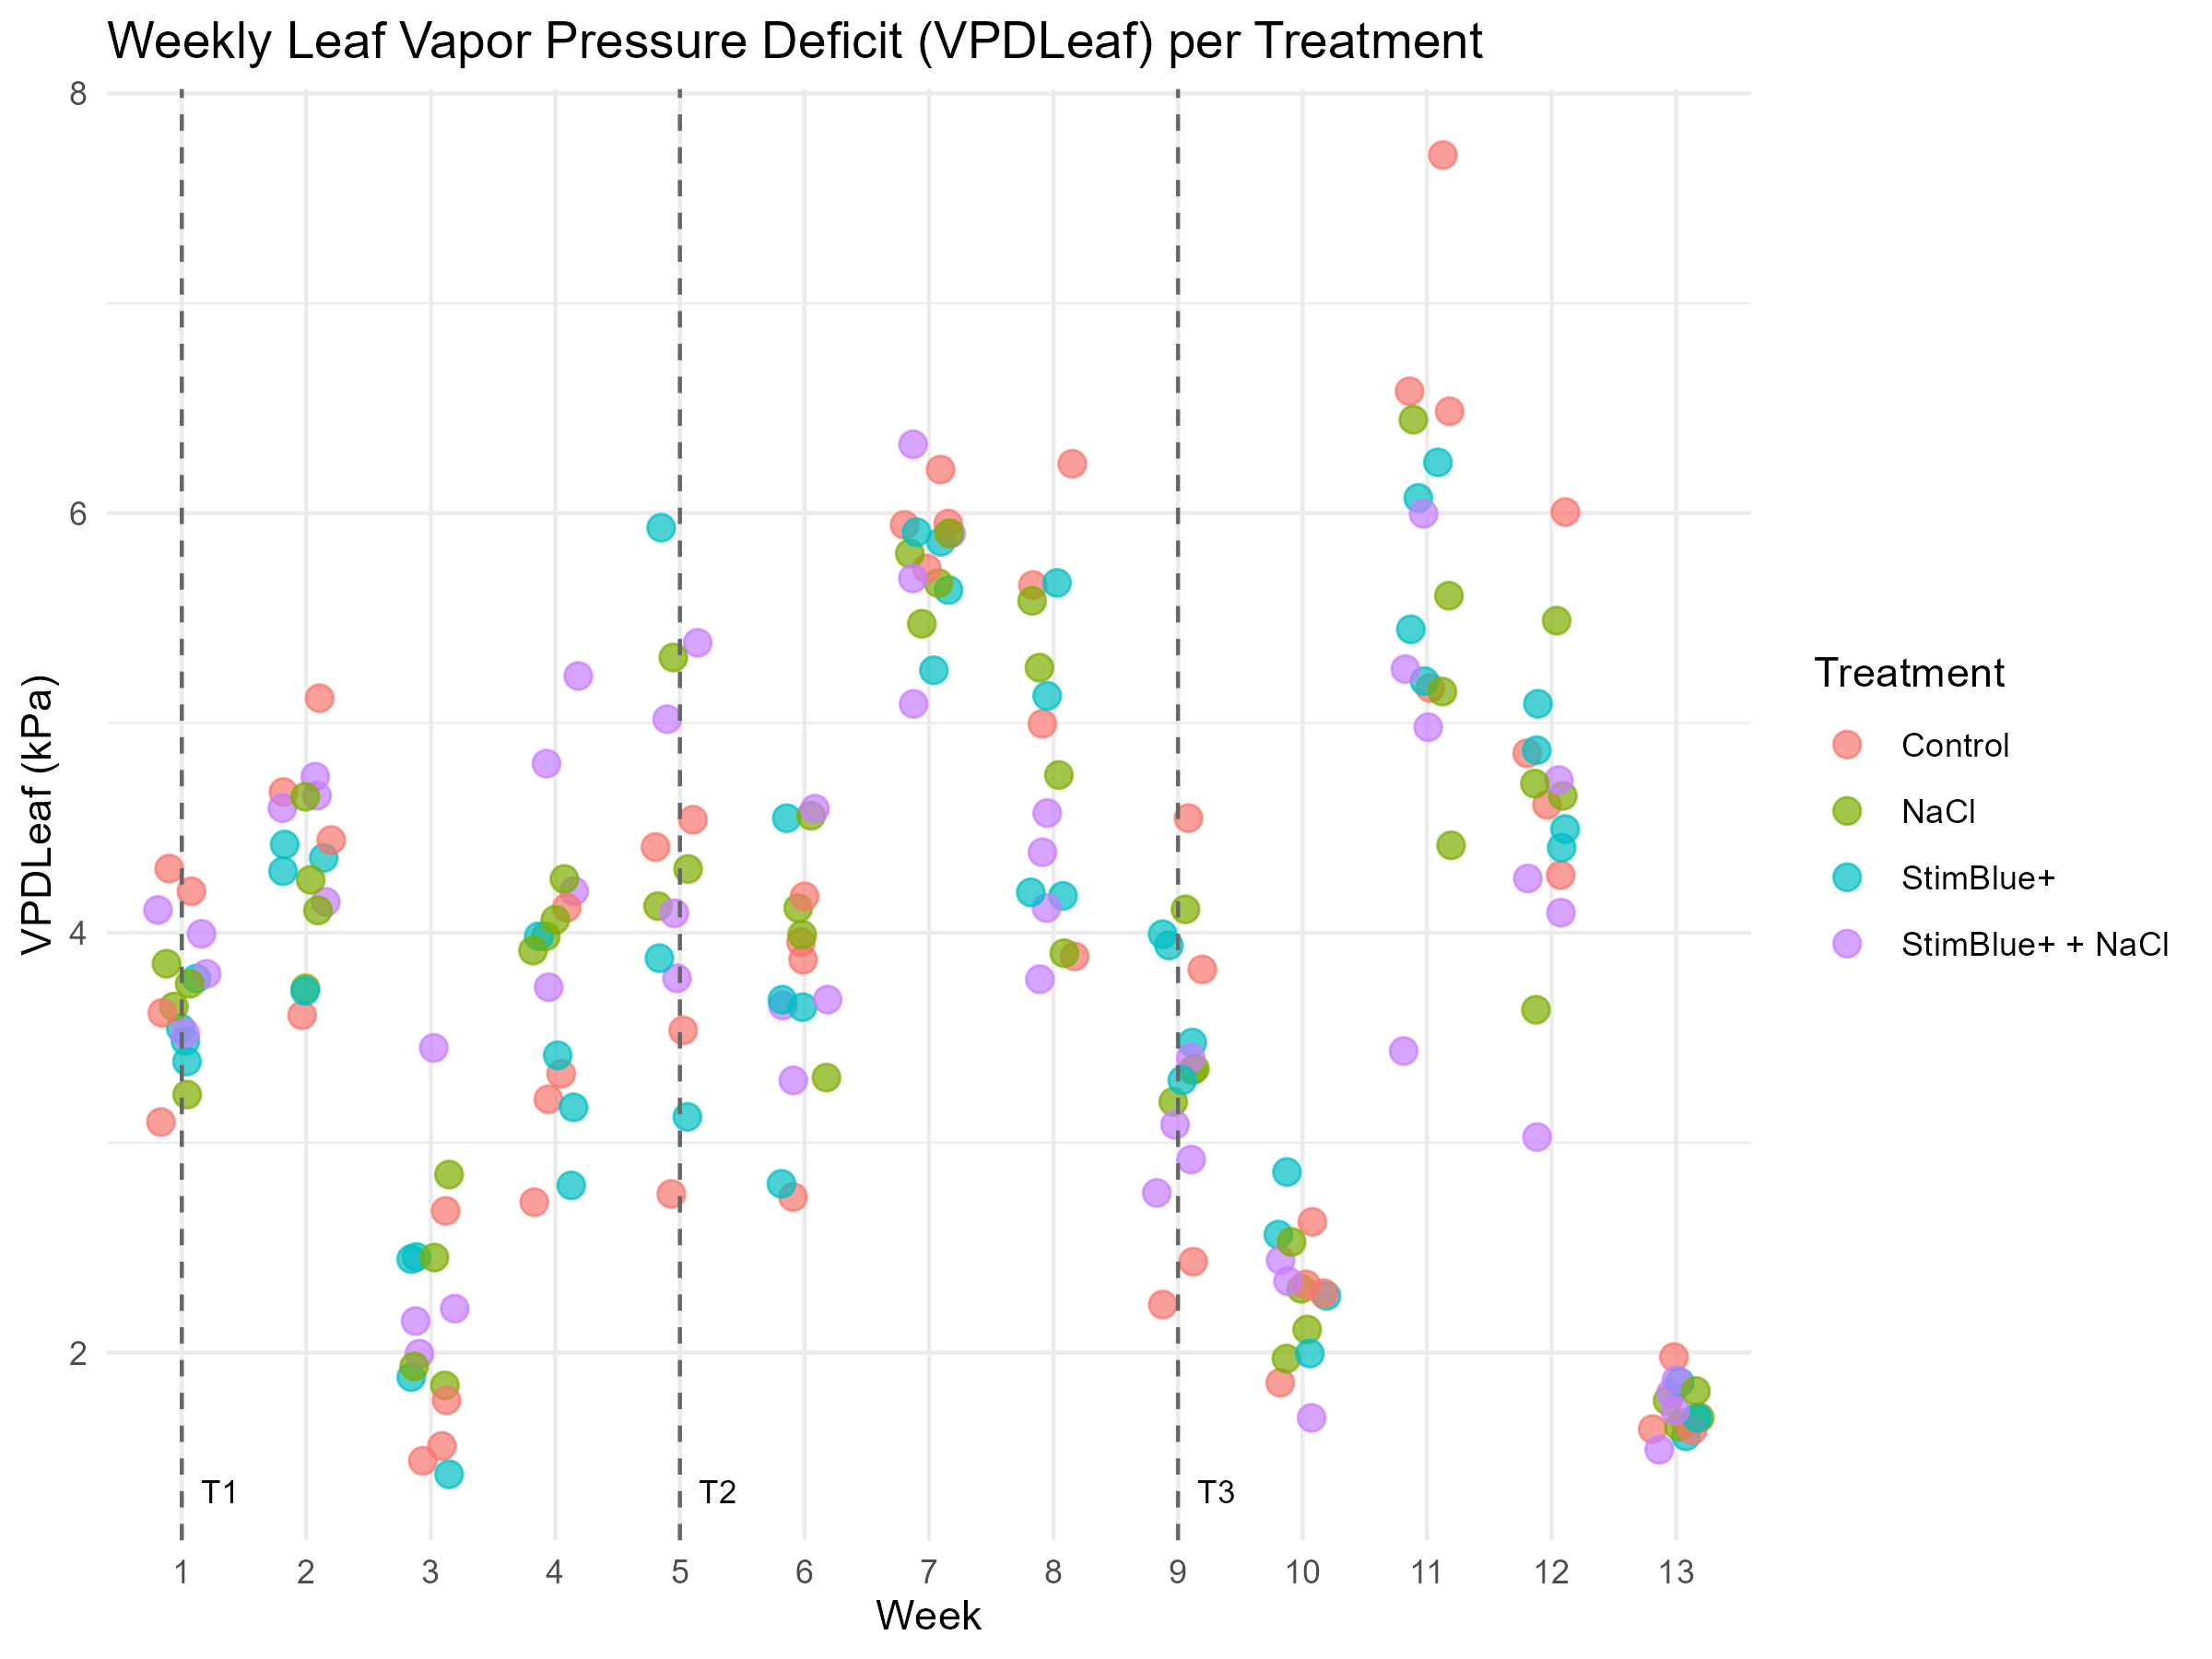 Weekly Leaf Vapor Pressure Deficit (VPDLeaf) per Treatment
VPDLeaf (kPa)
8
6
4
2
T1
T2
T3
1 2 3 4 5 6 7 8 9 10 11 12 13
Week
Treatment
Control
NaCl
StimBlue+
StimBlue+ + NaCl